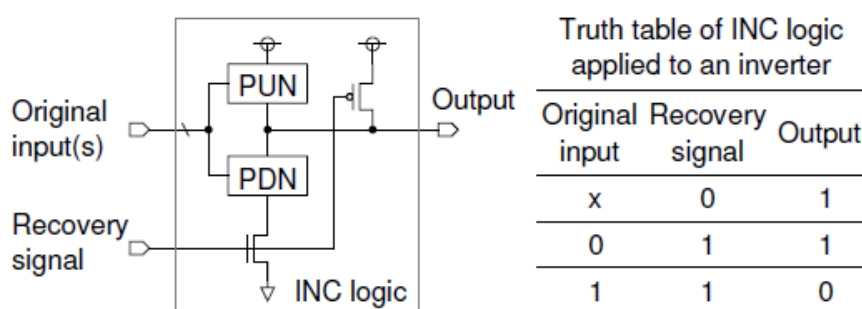 PUN
Original
input(s)
Output
PDN
Recovery
signal
INC logic
Truth table of INC logic
applied to an inverter
Original Recovery Output
input signal
x 0 1
0 1 1
1 1 0